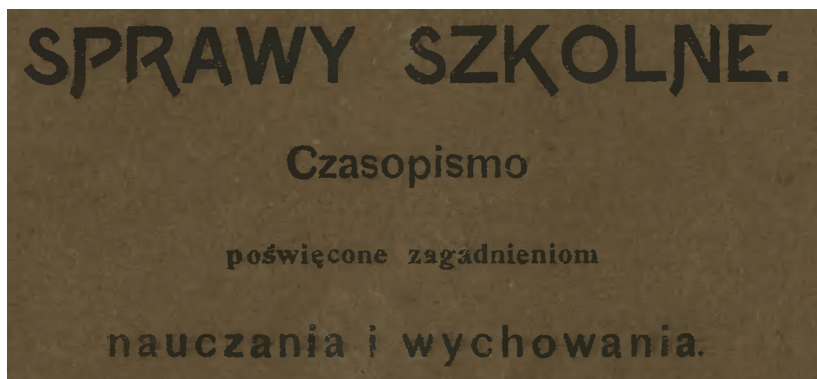 SPRAWY SZKOLNE.
Czasopismo
poświęcone zagadnieniom
nauczania i wychowania.